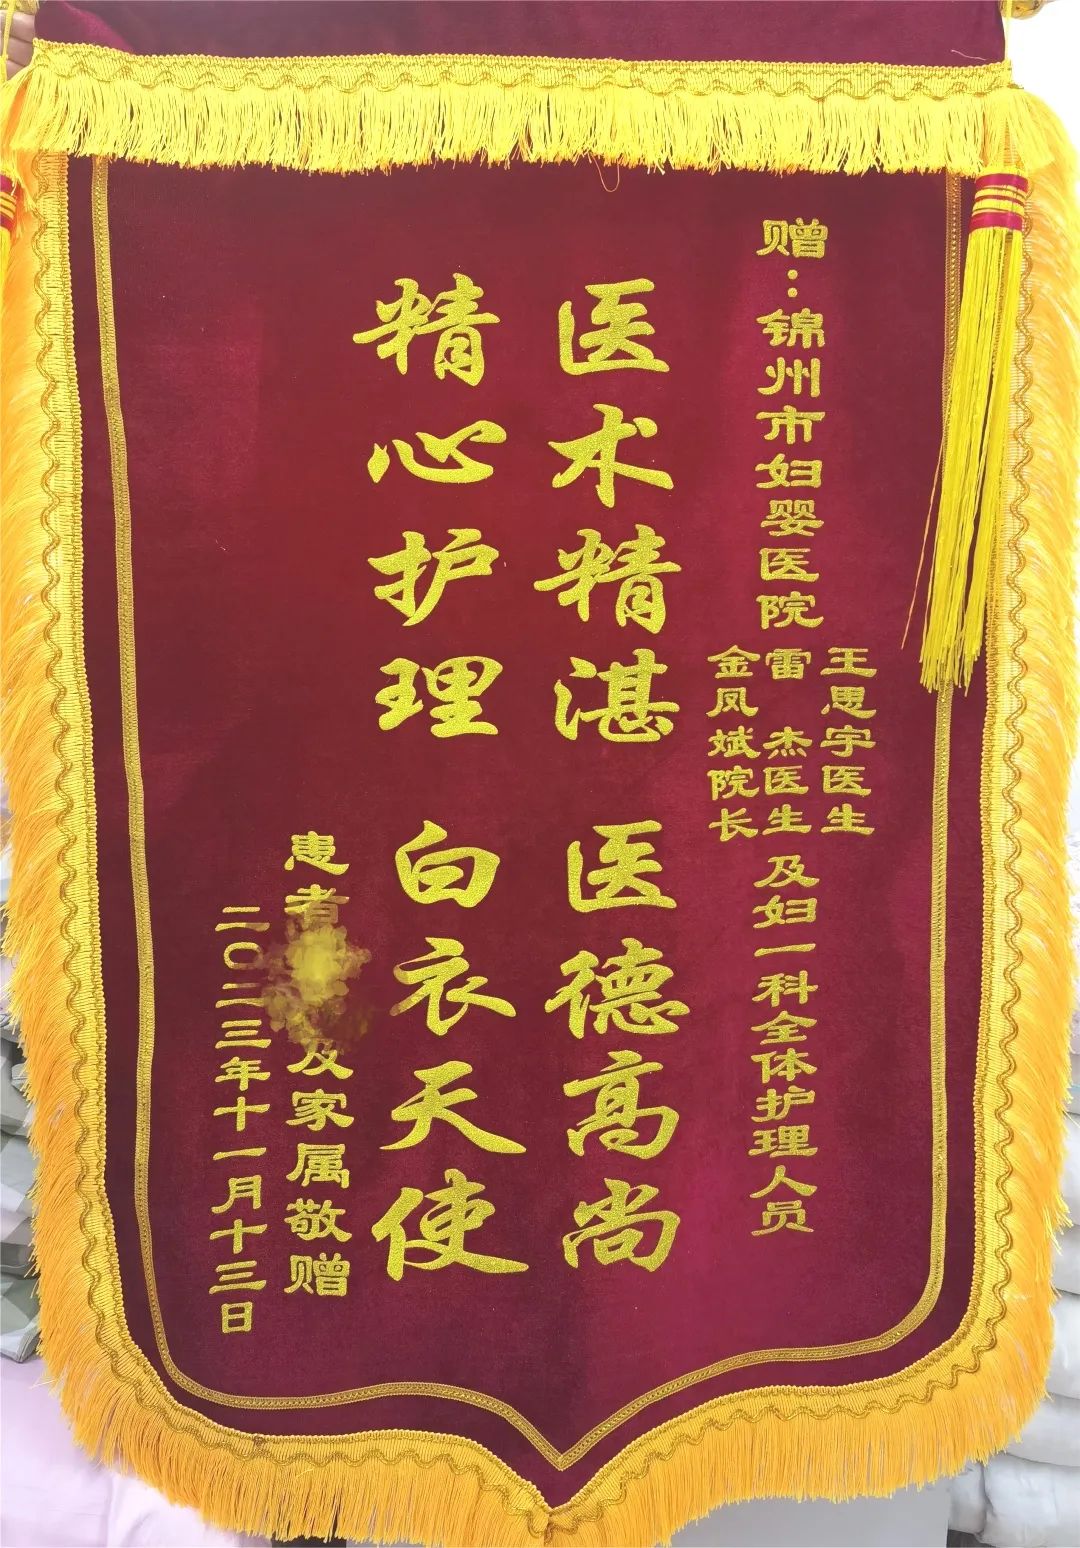 赠：锦州市妇婴医院
王思宇医生
雷 杰医生
金凤斌院长
及妇一科全体护理人员
医术精湛 医德高尚
精心护理 白衣天使
患者 及家属敬赠
二〇二三年十一月十三日